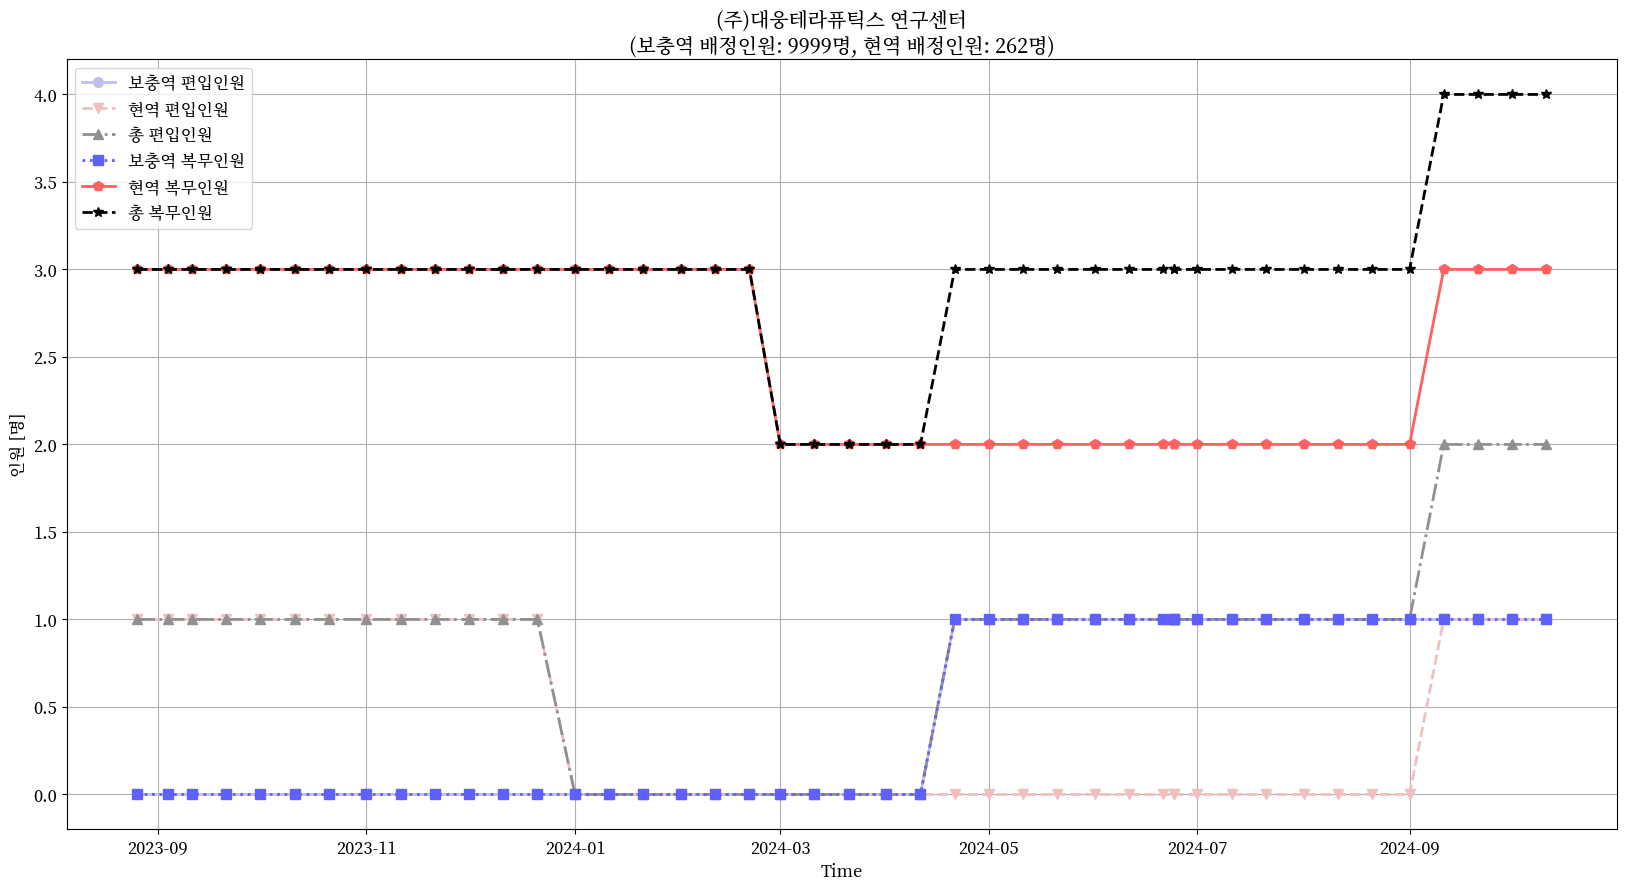 (주)대웅테라퓨틱스 연구센터
(보충역 배정인원: 9999명, 현역 배정인원: 262명)
보충역 편입인원
현역 편입인원
총 편입인원
보충역 복무인원
현역 복무인원
총 복무인원
인원 [명]
4.0
3.5
3.0
2.5
2.0
1.5
1.0
0.5
0.0
2023-09
2023-11
2024-01
2024-03
2024-05
2024-07
2024-09
Time